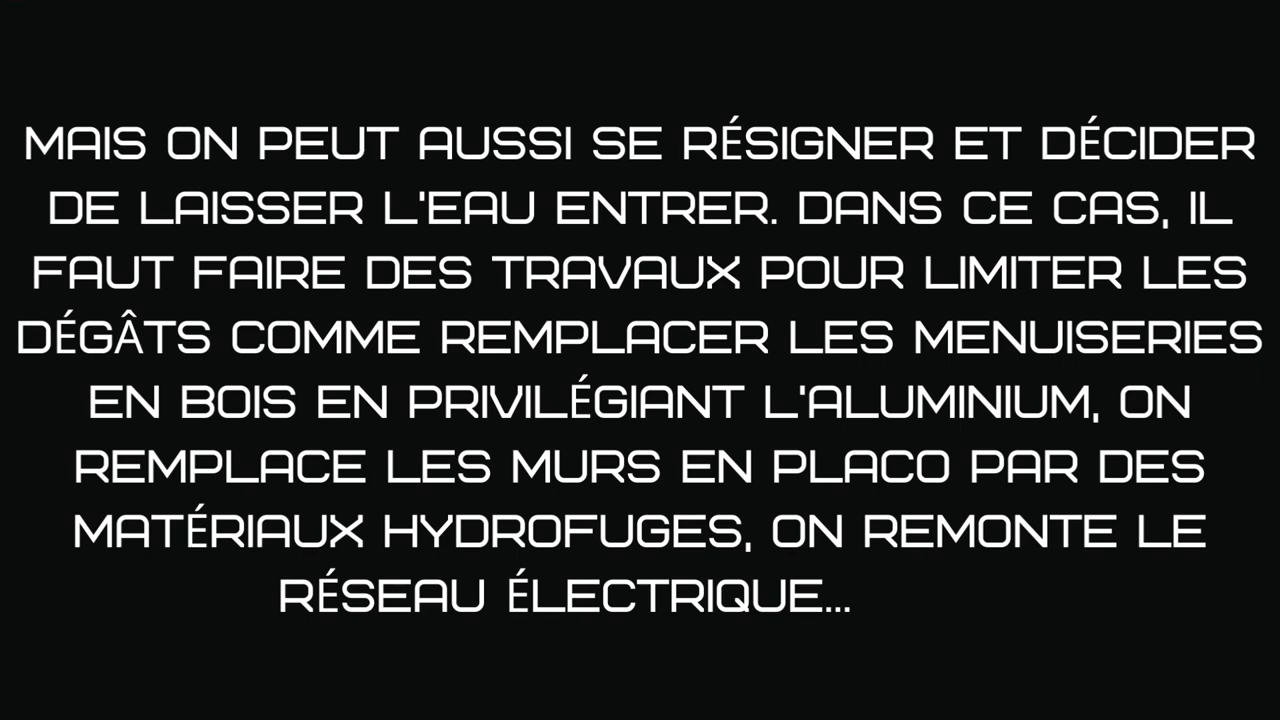 MAIS ON PEUT AUSSI SE RÉSIGNER ET DÉCIDER
DE LAISSER L'EAU ENTRER. DANS CE CAS, IL
FAUT FAIRE DES TRAVAUX POUR LIMITER LES
DÉGÂTS COMME REMPLACER LES MENUISERIES
EN BOIS EN PRIVILÉGIANT L'ALUMINIUM, ON
REMPLACE LES MURS EN PLACO PAR DES
MATÉRIAUX HYDROFUGES, ON REMONTE LE
RÉSEAU ÉLECTRIQUE...